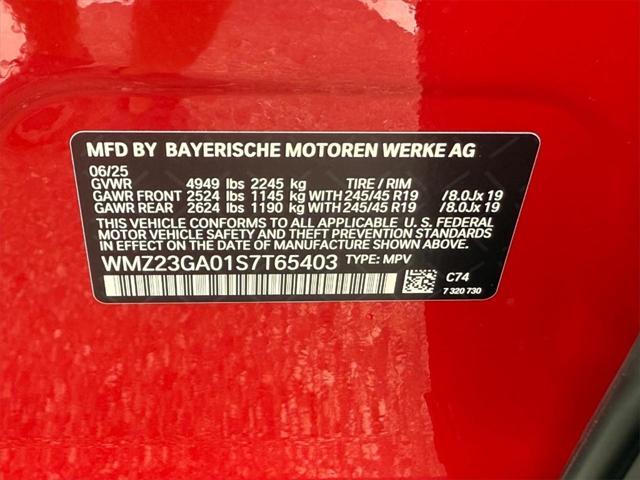 MFD BY BAYERISCHE MOTOREN WERKE AG
06/25
GVWR 4949 lbs 2245 kg TIRE / RIM
GAWR FRONT 2524 lbs 1145 kg WITH 245/45 R19 /8.0Jx 19
GAWR REAR 2624 lbs 1190 kg WITH 245/45 R19 /8.0Jx 19
THIS VEHICLE CONFORMS TO ALL APPLICABLE U. S. FEDERAL
MOTOR VEHICLE SAFETY AND THEFT PREVENTION STANDARDS
IN EFFECT ON THE DATE OF MANUFACTURE SHOWN ABOVE.
WMZ23GA01S7T65403 TYPE: MPV
C74
7 320 730